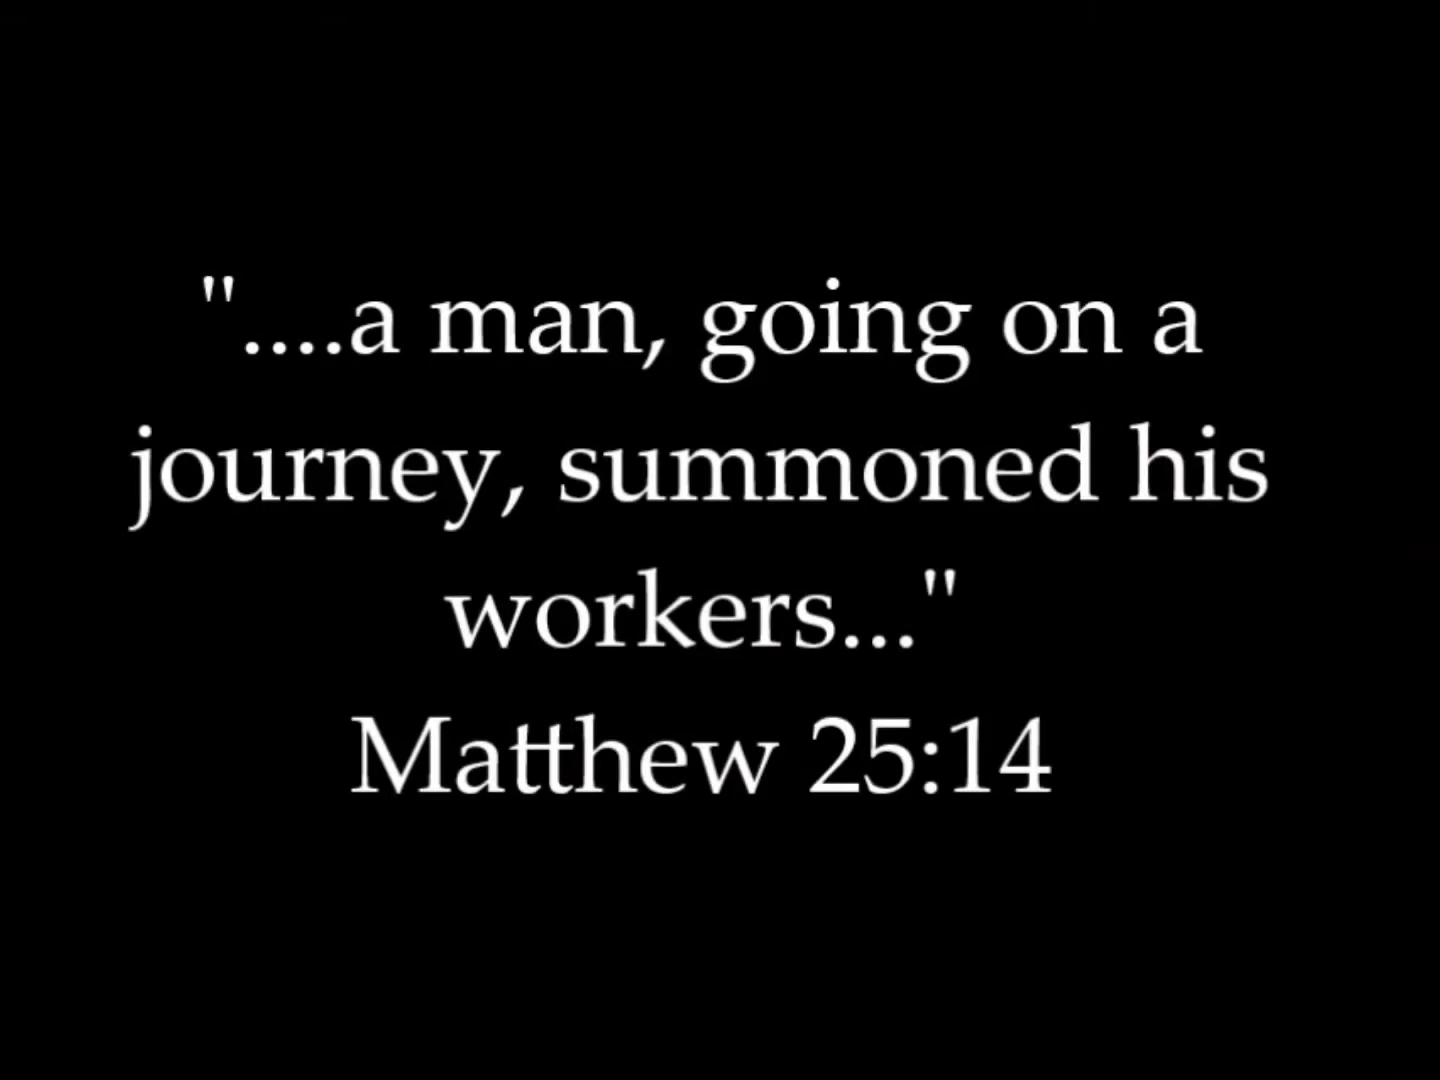 "....a man, going on a
journey, summoned his
workers..."
Matthew 25:14